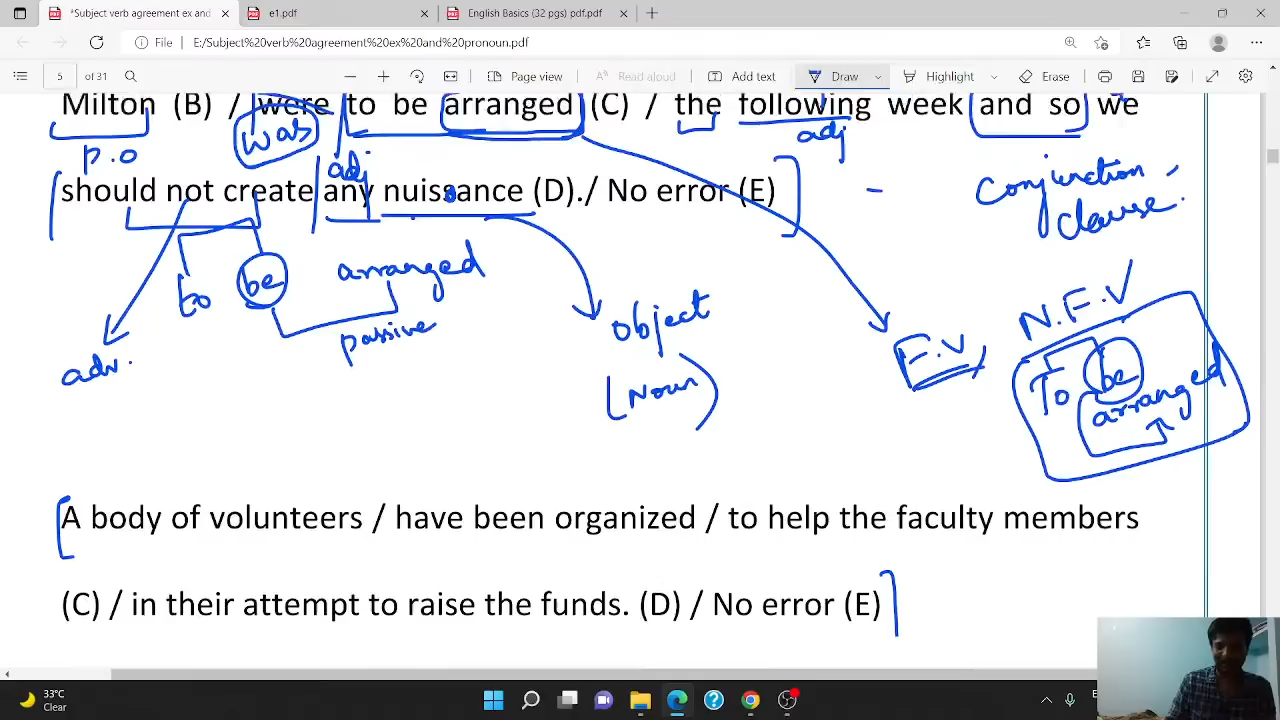 *Subject verb agreement ex and
e1.pdf
English Basics (32 pgs) pdf.pdf
File
E:/Subject%20verb%20agreement%20ex%20and%20pronoun.pdf
5
of 31
Page view
Read aloud
Add text
Draw
Highlight
Erase
Milton (B) / were to be arranged (C) / the following week and so we
was
adj
p.o
adj
should not create any nuissance (D)./ No error (E)
conjunction
clause
to
be
arranged
passive
adv.
object
(Noun)
F.V
N.F.V
To be
arranged
A body of volunteers / have been organized / to help the faculty members
(C) / in their attempt to raise the funds. (D) / No error (E)
33°C
Clear